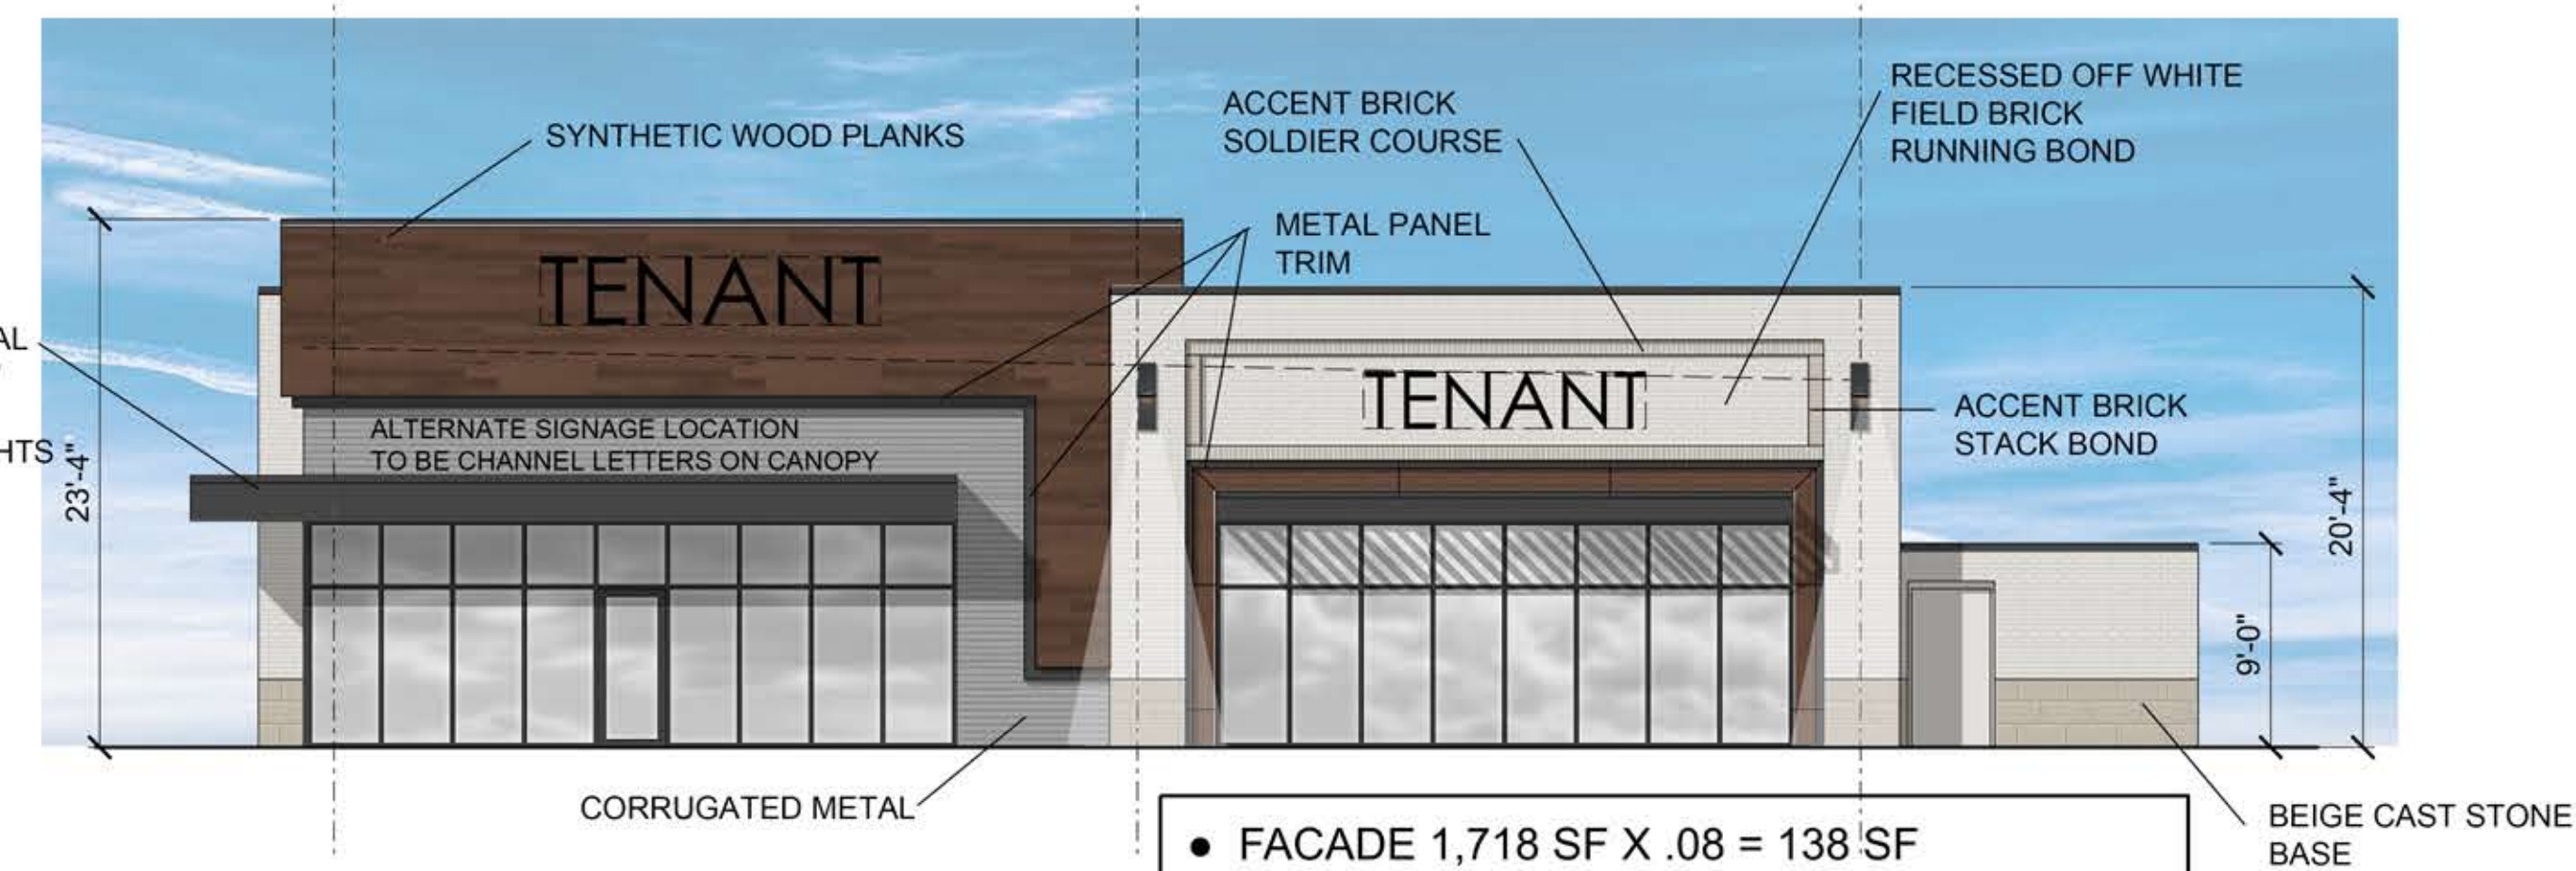 SYNTHETIC WOOD PLANKS
ACCENT BRICK
SOLDIER COURSE
RECESSED OFF WHITE
FIELD BRICK
RUNNING BOND
METAL PANEL
TRIM
TENANT
TENANT
ALTERNATE SIGNAGE LOCATION
TO BE CHANNEL LETTERS ON CANOPY
ACCENT BRICK
STACK BOND
23'-4"
20'-4"
9'-0"
CORRUGATED METAL
BEIGE CAST STONE
BASE
• FACADE 1,718 SF X .08 = 138 SF